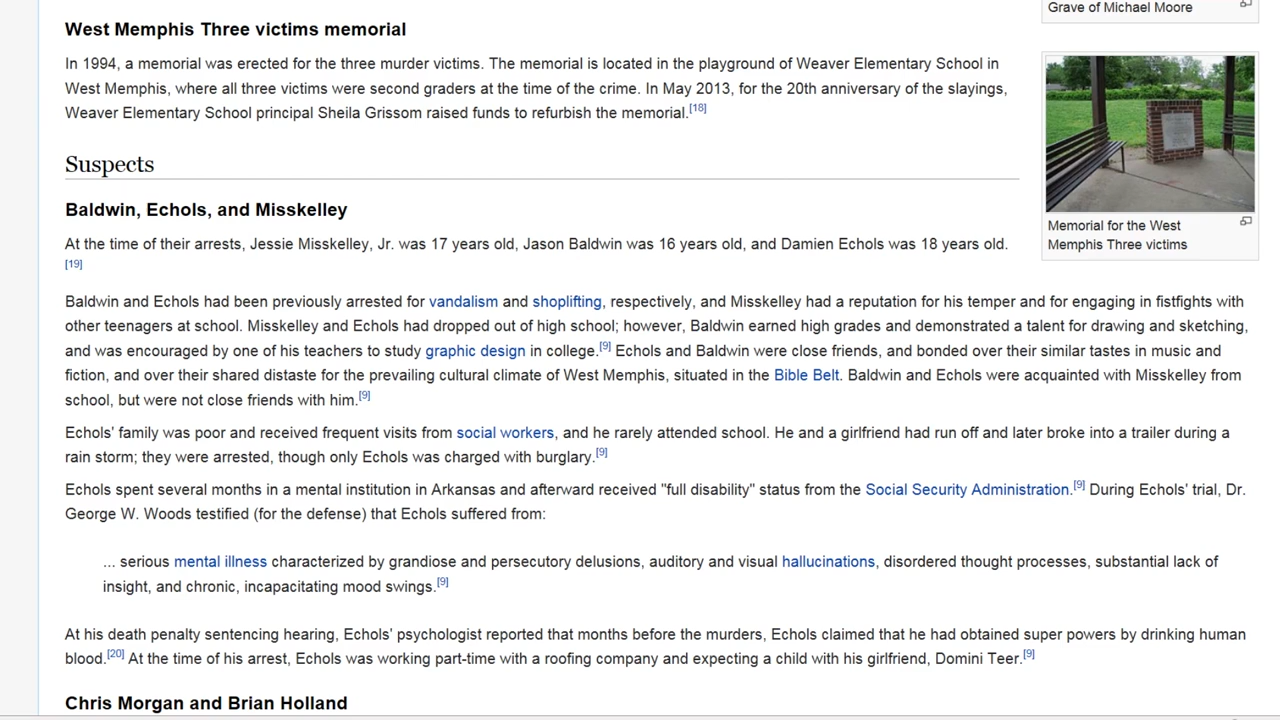 Grave of Michael Moore
West Memphis Three victims memorial
In 1994, a memorial was erected for the three murder victims. The memorial is located in the playground of Weaver Elementary School in
West Memphis, where all three victims were second graders at the time of the crime. In May 2013, for the 20th anniversary of the slayings,
Weaver Elementary School principal Sheila Grissom raised funds to refurbish the memorial.[18]
Memorial for the West
Memphis Three victims
Suspects
Baldwin, Echols, and Misskelley
At the time of their arrests, Jessie Misskelley, Jr. was 17 years old, Jason Baldwin was 16 years old, and Damien Echols was 18 years old.
[19]
Baldwin and Echols had been previously arrested for vandalism and shoplifting, respectively, and Misskelley had a reputation for his temper and for engaging in fistfights with
other teenagers at school. Misskelley and Echols had dropped out of high school; however, Baldwin earned high grades and demonstrated a talent for drawing and sketching,
and was encouraged by one of his teachers to study graphic design in college.[9] Echols and Baldwin were close friends, and bonded over their similar tastes in music and
fiction, and over their shared distaste for the prevailing cultural climate of West Memphis, situated in the Bible Belt. Baldwin and Echols were acquainted with Misskelley from
school, but were not close friends with him.[9]
Echols' family was poor and received frequent visits from social workers, and he rarely attended school. He and a girlfriend had run off and later broke into a trailer during a
rain storm; they were arrested, though only Echols was charged with burglary.[9]
Echols spent several months in a mental institution in Arkansas and afterward received "full disability" status from the Social Security Administration.[9] During Echols' trial, Dr.
George W. Woods testified (for the defense) that Echols suffered from:
... serious mental illness characterized by grandiose and persecutory delusions, auditory and visual hallucinations, disordered thought processes, substantial lack of
insight, and chronic, incapacitating mood swings.[9]
At his death penalty sentencing hearing, Echols' psychologist reported that months before the murders, Echols claimed that he had obtained super powers by drinking human
blood.[20] At the time of his arrest, Echols was working part-time with a roofing company and expecting a child with his girlfriend, Domini Teer.[9]
Chris Morgan and Brian Holland